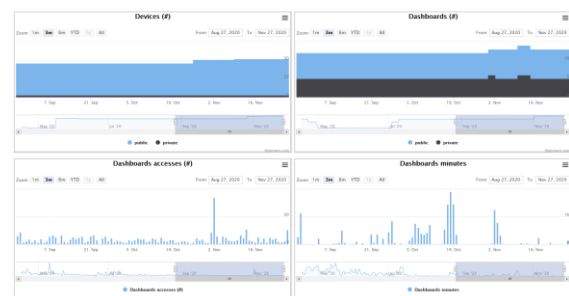 Devices (#)
Zoom 1m 3m 6m YTD 1y All From Aug 27, 2020 To Nov 27, 2020
7. Sep 21. Sep 5. Oct 19. Oct 2. Nov 16. Nov
public private
Dashboards (#)
Zoom 1m 3m 6m YTD 1y All From Aug 27, 2020 To Nov 27, 2020
7. Sep 21. Sep 5. Oct 19. Oct 2. Nov 16. Nov
public private
Dashboards accesses (#)
Zoom 1m 3m 6m YTD 1y All From Aug 27, 2020 To Nov 27, 2020
7. Sep 21. Sep 5. Oct 19. Oct 2. Nov 16. Nov
Dashboards accesses (#)
Dashboards minutes
Zoom 1m 3m 6m YTD 1y All From Aug 27, 2020 To Nov 27, 2020
7. Sep 21. Sep 5. Oct 19. Oct 2. Nov 16. Nov
Dashboards minutes